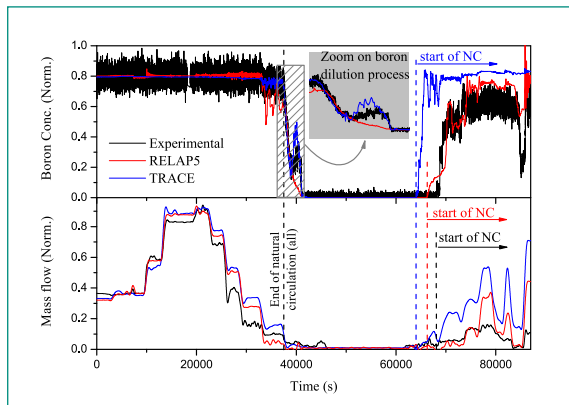 Boron Conc. (Norm.)
1.0
0.8
0.6
0.4
0.2
0.0
Zoom on boron
dilution process
start of NC
Experimental
RELAP5
TRACE
Mass flow (Norm.)
0.8
0.6
0.4
0.2
0.0
End of natural
circulation (all)
start of NC
start of NC
0
20000
40000
60000
80000
Time (s)